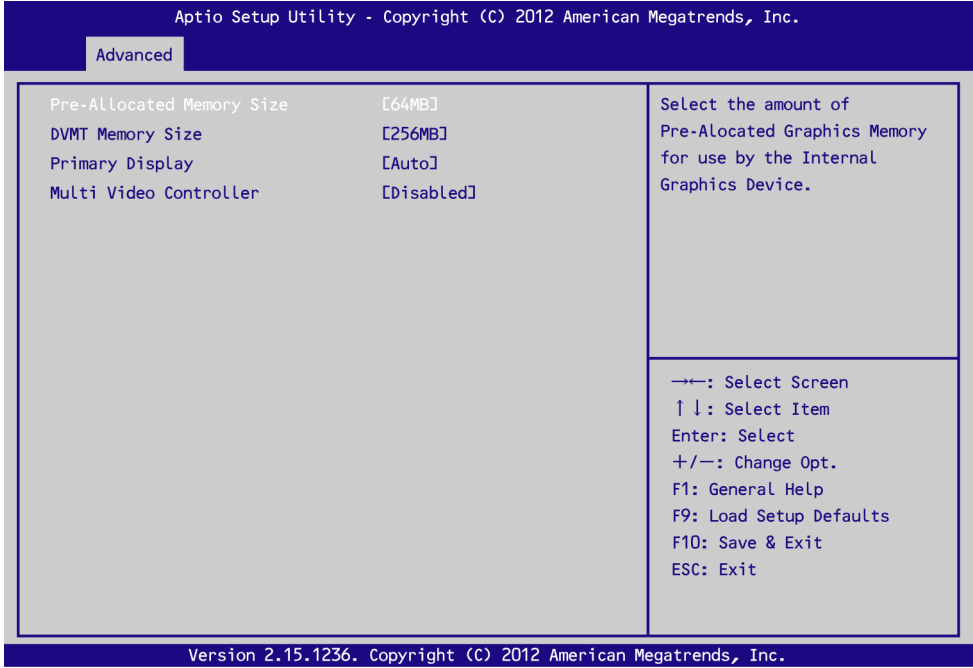 Aptio Setup Utility - Copyright (C) 2012 American Megatrends, Inc.
Advanced
Pre-Allocated Memory Size [64MB]
DVMT Memory Size [256MB]
Primary Display [Auto]
Multi Video Controller [Disabled]
Select the amount of
Pre-Alocated Graphics Memory
for use by the Internal
Graphics Device.
→←: Select Screen
↑↓: Select Item
Enter: Select
+/−: Change Opt.
F1: General Help
F9: Load Setup Defaults
F10: Save & Exit
ESC: Exit
Version 2.15.1236. Copyright (C) 2012 American Megatrends, Inc.